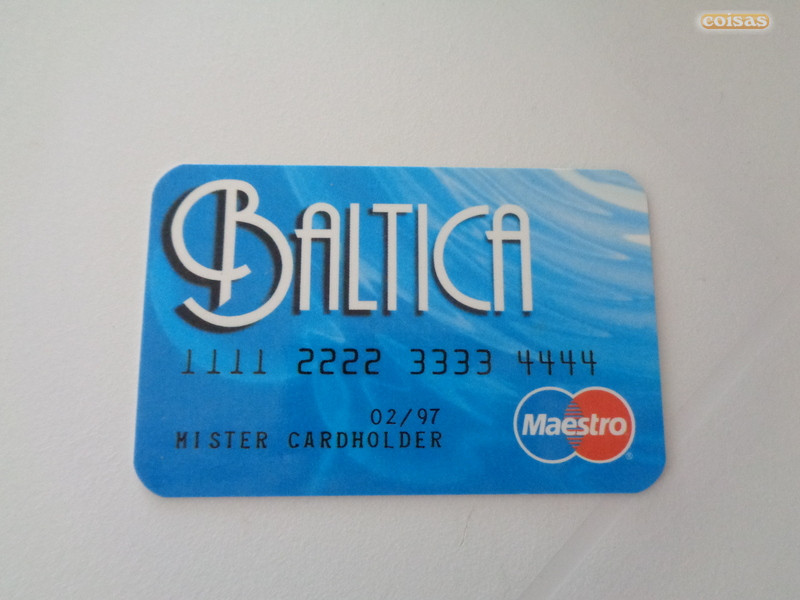 coisas
BALTICA
1111 2222 3333 4444
02/97
MISTER CARDHOLDER
Maestro